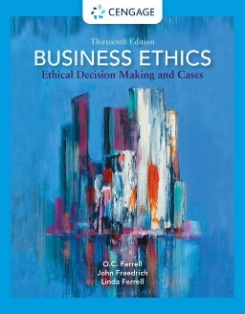 CENGAGE
Thirteenth Edition
BUSINESS ETHICS
Ethical Decision Making and Cases
O.C. Ferrell
John Fraedrich
Linda Ferrell